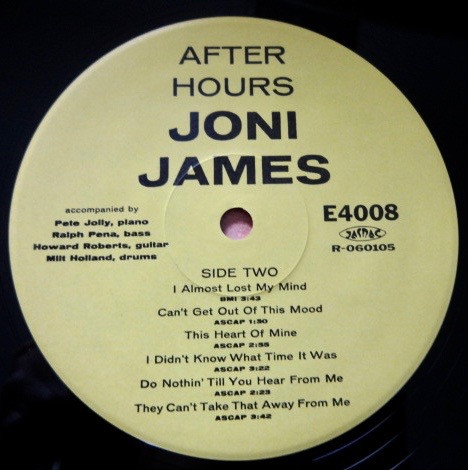 AFTER
HOURS
JONI
JAMES
accompanied by
Pete Jolly, piano
Ralph Pena, bass
Howard Roberts, guitar
Milt Holland, drums
E4008
JASMAC
R-060105
SIDE TWO
I Almost Lost My Mind
BMI 3:43
Can't Get Out Of This Mood
ASCAP 1:30
This Heart Of Mine
ASCAP 2:55
I Didn't Know What Time It Was
ASCAP 3:22
Do Nothin' Till You Hear From Me
ASCAP 2:23
They Can't Take That Away From Me
ASCAP 3:42